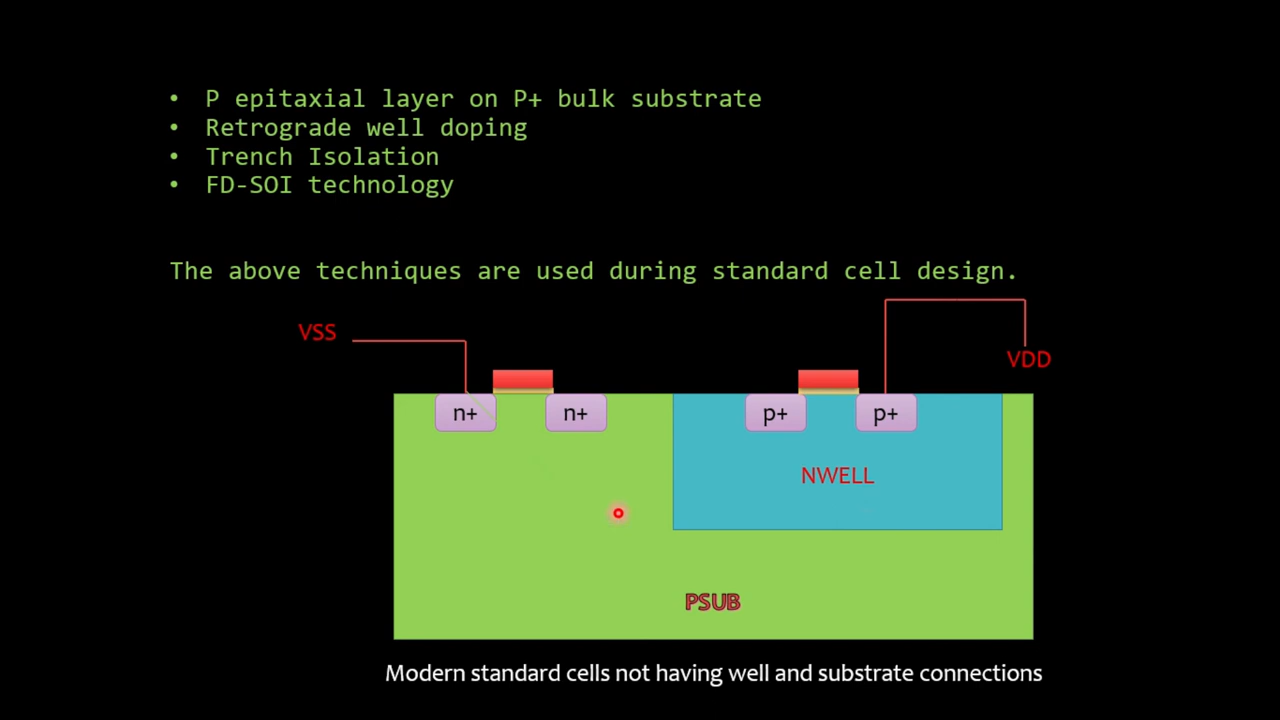 • P epitaxial layer on P+ bulk substrate
• Retrograde well doping
• Trench Isolation
• FD-SOI technology
The above techniques are used during standard cell design.
VSS
VDD
n+ n+ p+ p+
NWELL
PSUB
Modern standard cells not having well and substrate connections